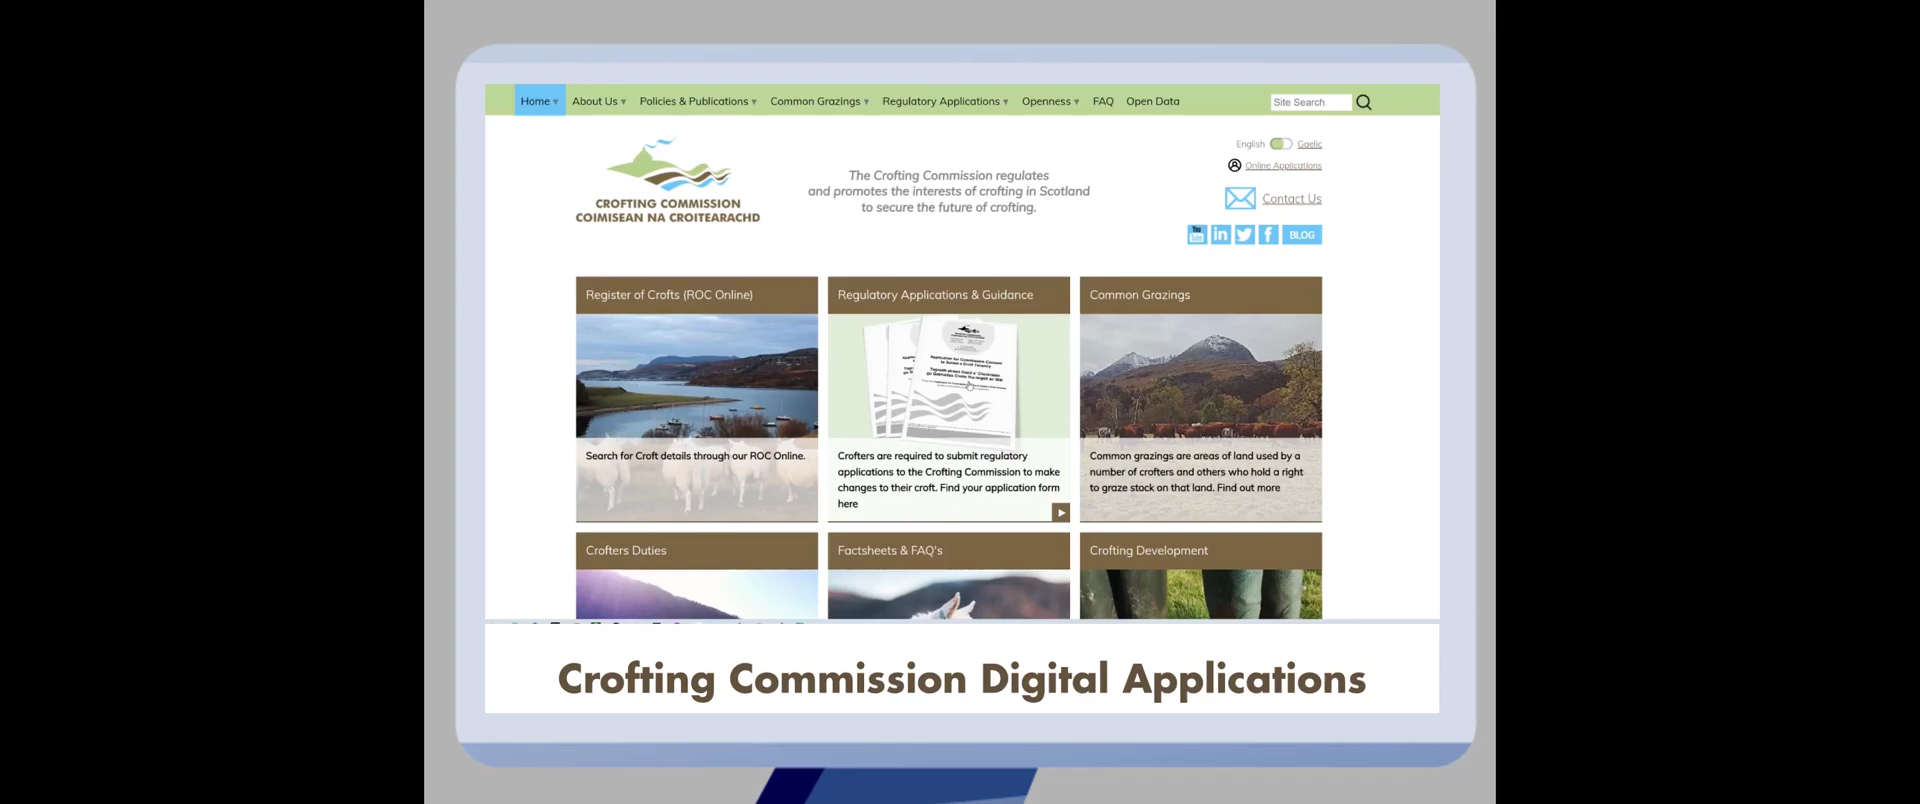 Home
About Us
Policies & Publications
Common Grazings
Regulatory Applications
Openness
FAQ
Open Data
Site Search
English
Gaelic
Online Applications
Contact Us
You
in
f
BLOG
CROFTING COMMISSION
COIMISEAN NA CROITEARACHD
The Crofting Commission regulates
and promotes the interests of crofting in Scotland
to secure the future of crofting.
Register of Crofts (ROC Online)
Search for Croft details through our ROC Online.
Regulatory Applications & Guidance
Application for Commission Consent
Crofters are required to submit regulatory
applications to the Crofting Commission to make
changes to their croft. Find your application form
here
Common Grazings
Common grazings are areas of land used by a
number of crofters and others who hold a right
to graze stock on that land. Find out more
Crofters Duties
Factsheets & FAQ's
Crofting Development
Crofting Commission Digital Applications